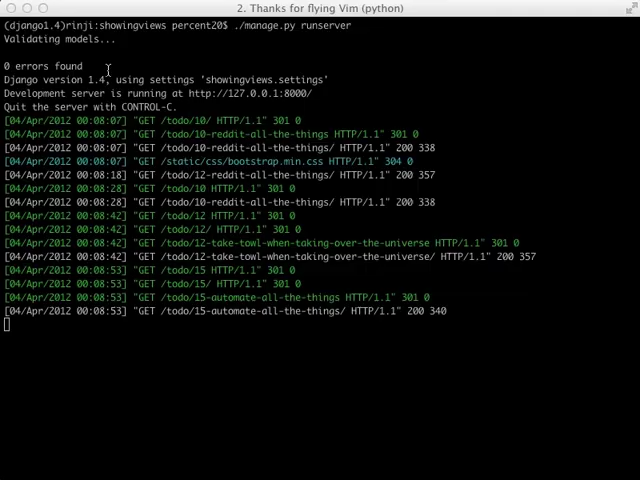 2. Thanks for flying Vim (python)
(django1.4)rinji:showingviews percent20$ ./manage.py runserver
Validating models...
0 errors found
Django version 1.4, using settings 'showingviews.settings'
Development server is running at http://127.0.0.1:8000/
Quit the server with CONTROL-C.
[04/Apr/2012 00:08:07] "GET /todo/10/ HTTP/1.1" 301 0
[04/Apr/2012 00:08:07] "GET /todo/10-reddit-all-the-things HTTP/1.1" 301 0
[04/Apr/2012 00:08:07] "GET /todo/10-reddit-all-the-things/ HTTP/1.1" 200 338
[04/Apr/2012 00:08:07] "GET /static/css/bootstrap.min.css HTTP/1.1" 304 0
[04/Apr/2012 00:08:18] "GET /todo/12-reddit-all-the-things/ HTTP/1.1" 200 357
[04/Apr/2012 00:08:28] "GET /todo/10 HTTP/1.1" 301 0
[04/Apr/2012 00:08:28] "GET /todo/10-reddit-all-the-things/ HTTP/1.1" 200 338
[04/Apr/2012 00:08:42] "GET /todo/12 HTTP/1.1" 301 0
[04/Apr/2012 00:08:42] "GET /todo/12/ HTTP/1.1" 301 0
[04/Apr/2012 00:08:42] "GET /todo/12-take-towl-when-taking-over-the-universe HTTP/1.1" 301 0
[04/Apr/2012 00:08:42] "GET /todo/12-take-towl-when-taking-over-the-universe/ HTTP/1.1" 200 357
[04/Apr/2012 00:08:53] "GET /todo/15 HTTP/1.1" 301 0
[04/Apr/2012 00:08:53] "GET /todo/15/ HTTP/1.1" 301 0
[04/Apr/2012 00:08:53] "GET /todo/15-automate-all-the-things HTTP/1.1" 301 0
[04/Apr/2012 00:08:53] "GET /todo/15-automate-all-the-things/ HTTP/1.1" 200 340